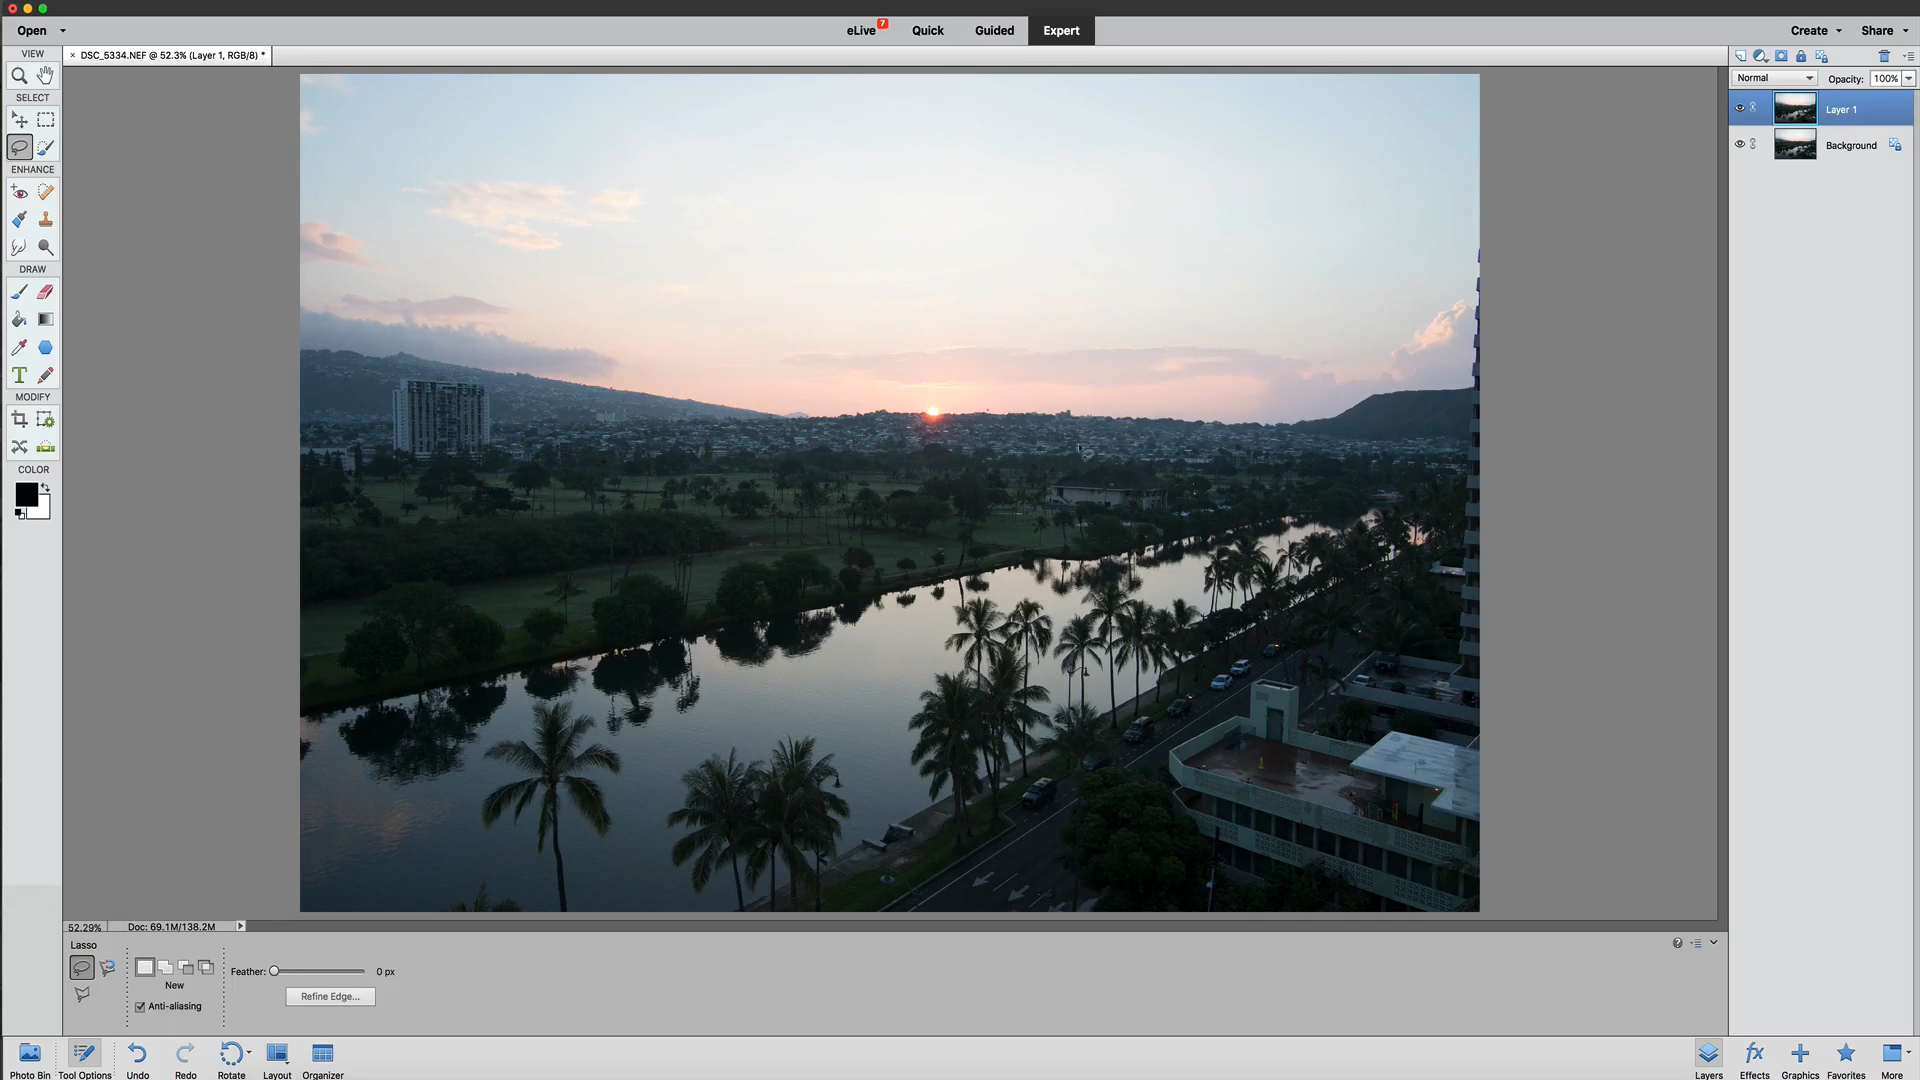 Open
eLive 7
Quick
Guided
Expert
Create
Share
VIEW
× DSC_5334.NEF @ 52.3% (Layer 1, RGB/8) *
Normal
Opacity: 100%
Layer 1
Background
SELECT
ENHANCE
DRAW
T
MODIFY
COLOR
52.29%
Doc: 69.1M/138.2M
Lasso
New
Anti-aliasing
Feather:
0 px
Refine Edge...
?
Photo Bin
Tool Options
Undo
Redo
Rotate
Layout
Organizer
fx
Layers
Effects
Graphics
Favorites
More